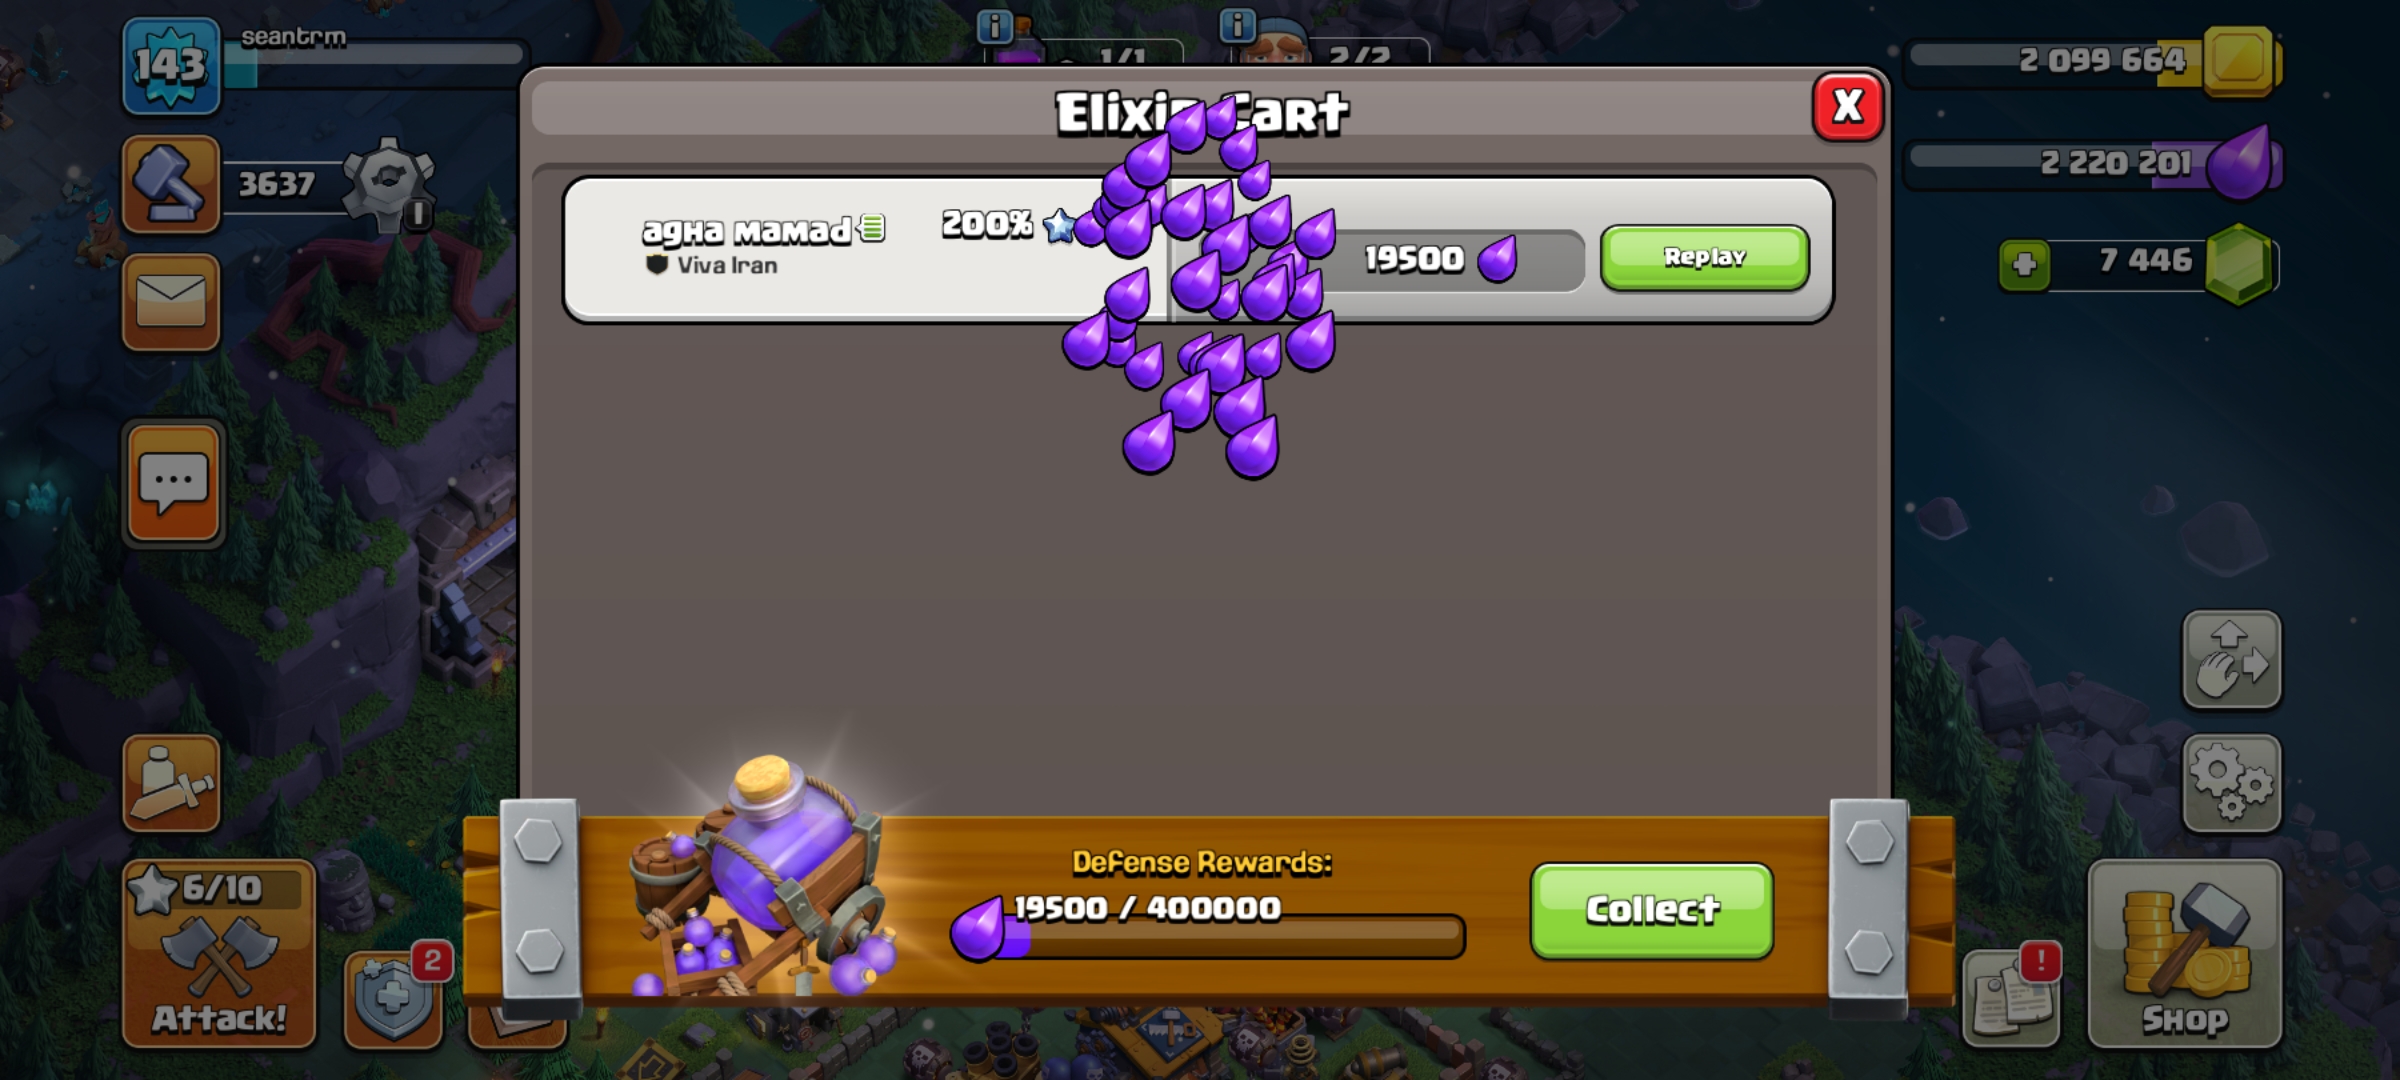 143
seantrm
1/1
2/2
2 099 664
Elixir Cart
X
3637
I
2 220 201
agha mamad
200%
19500
Replay
Viva Iran
7 446
6/10
Attack!
2
Defense Rewards:
19500 / 400000
Collect
!
Shop